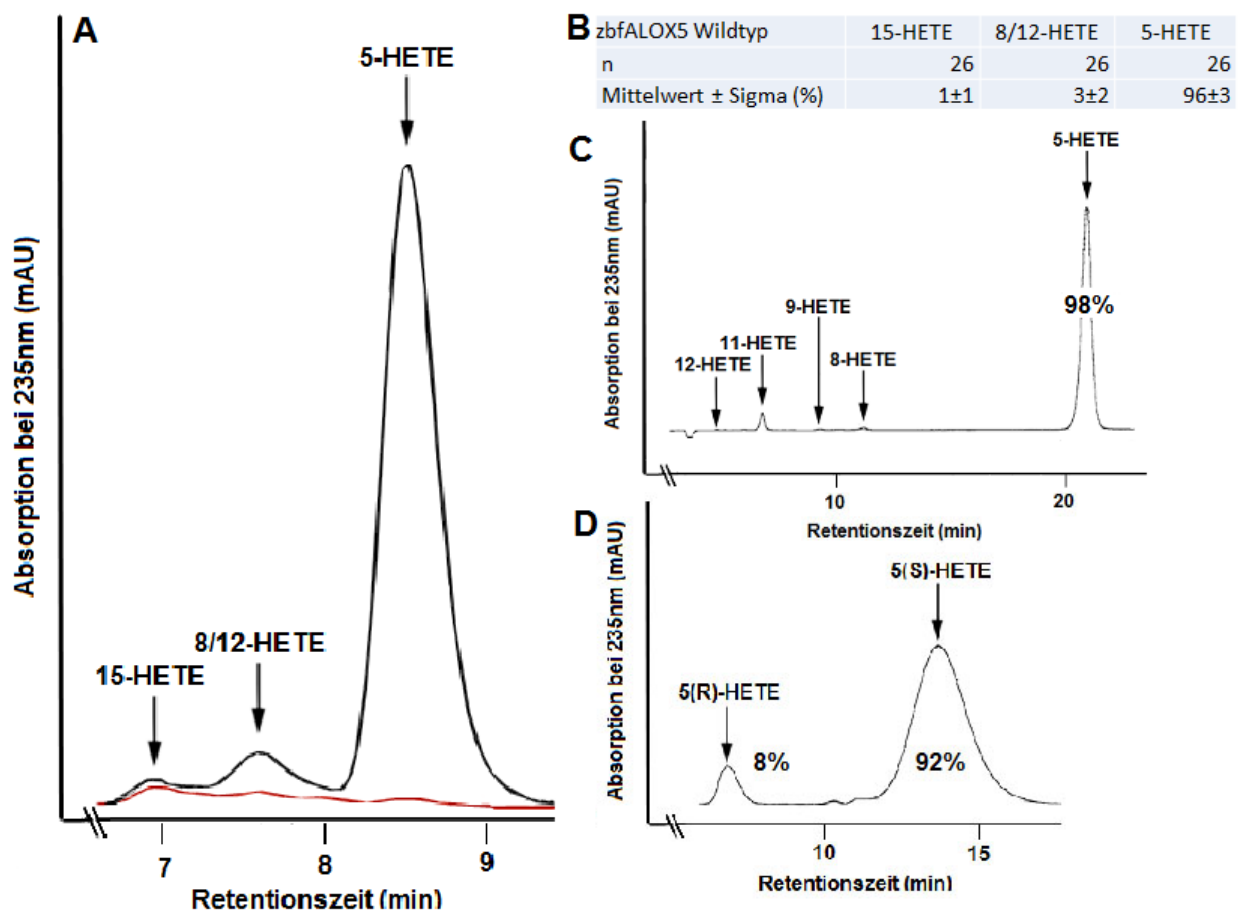 A
5-HETE
8/12-HETE
15-HETE
Absorption bei 235nm (mAU)
7 8 9
Retentionszeit (min)
B
zbfALOX5 Wildtyp 15-HETE 8/12-HETE 5-HETE
n 26 26 26
Mittelwert ± Sigma (%) 1±1 3±2 96±3
C
5-HETE
98%
9-HETE
11-HETE
12-HETE
8-HETE
Absorption bei 235nm (mAU)
10 20
Retentionszeit (min)
D
5(S)-HETE
5(R)-HETE
8%
92%
Absorption bei 235nm (mAU)
10 15
Retentionszeit (min)